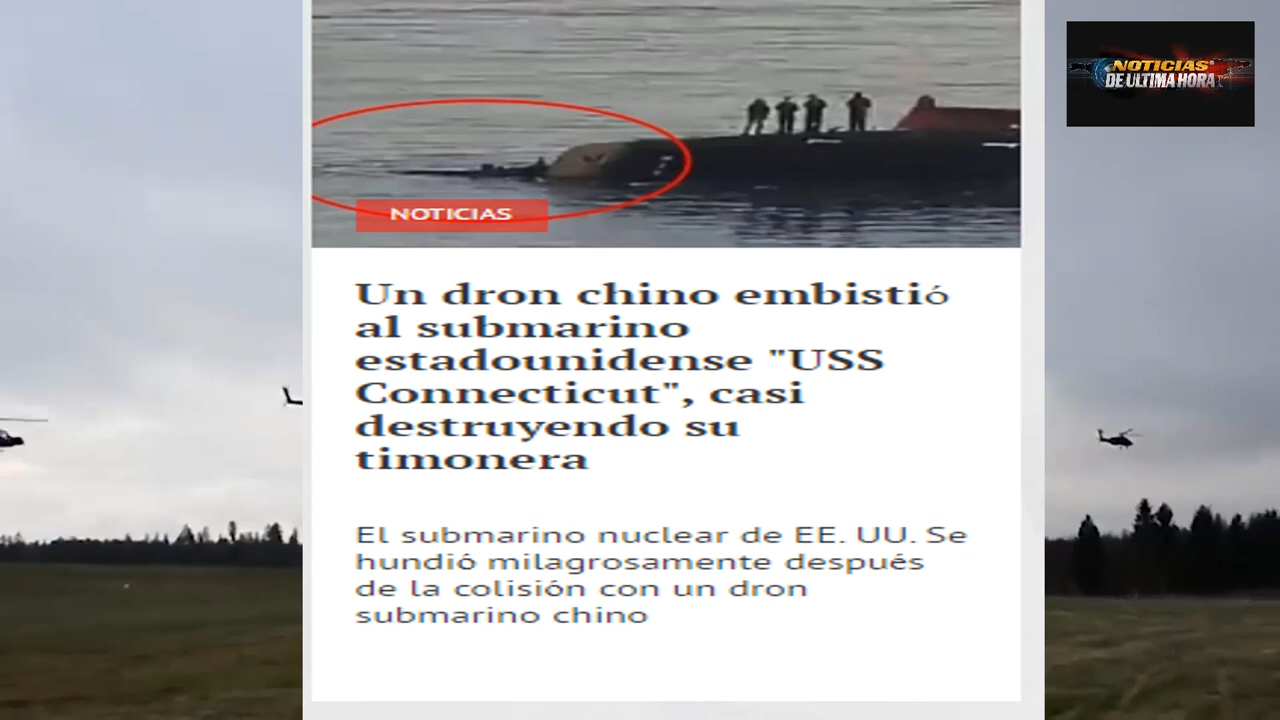 NOTICIAS
DE ULTIMA HORA
NOTICIAS
Un dron chino embistió
al submarino
estadounidense "USS
Connecticut", casi
destruyendo su
timonera
El submarino nuclear de EE. UU. Se
hundió milagrosamente después
de la colisión con un dron
submarino chino